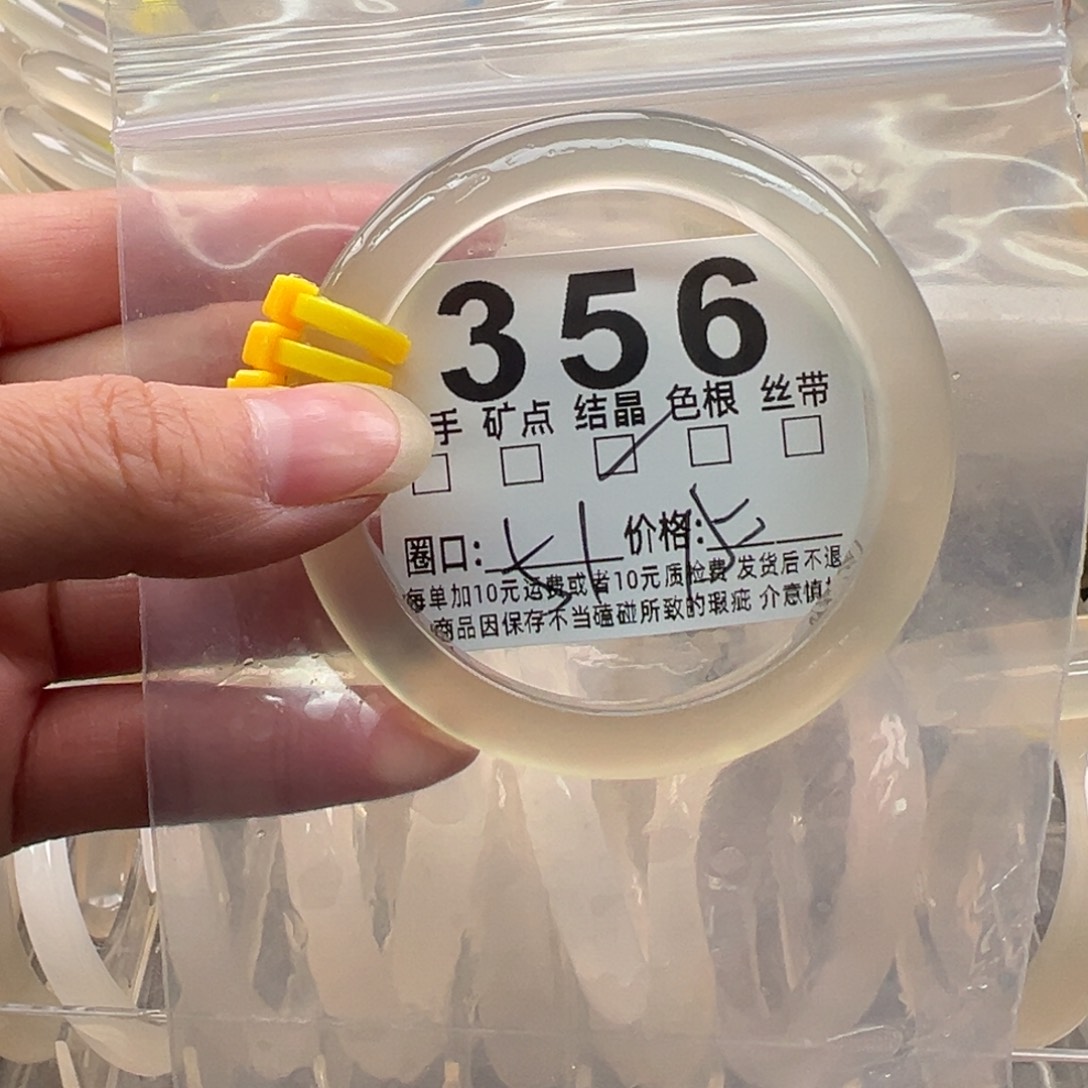 356
手 矿点 结晶 色根 丝带
圈口: 价格:
每单加10元运费或者10元质检费 发货后不退
商品因保存不当磕碰所致的瑕疵 介意慎